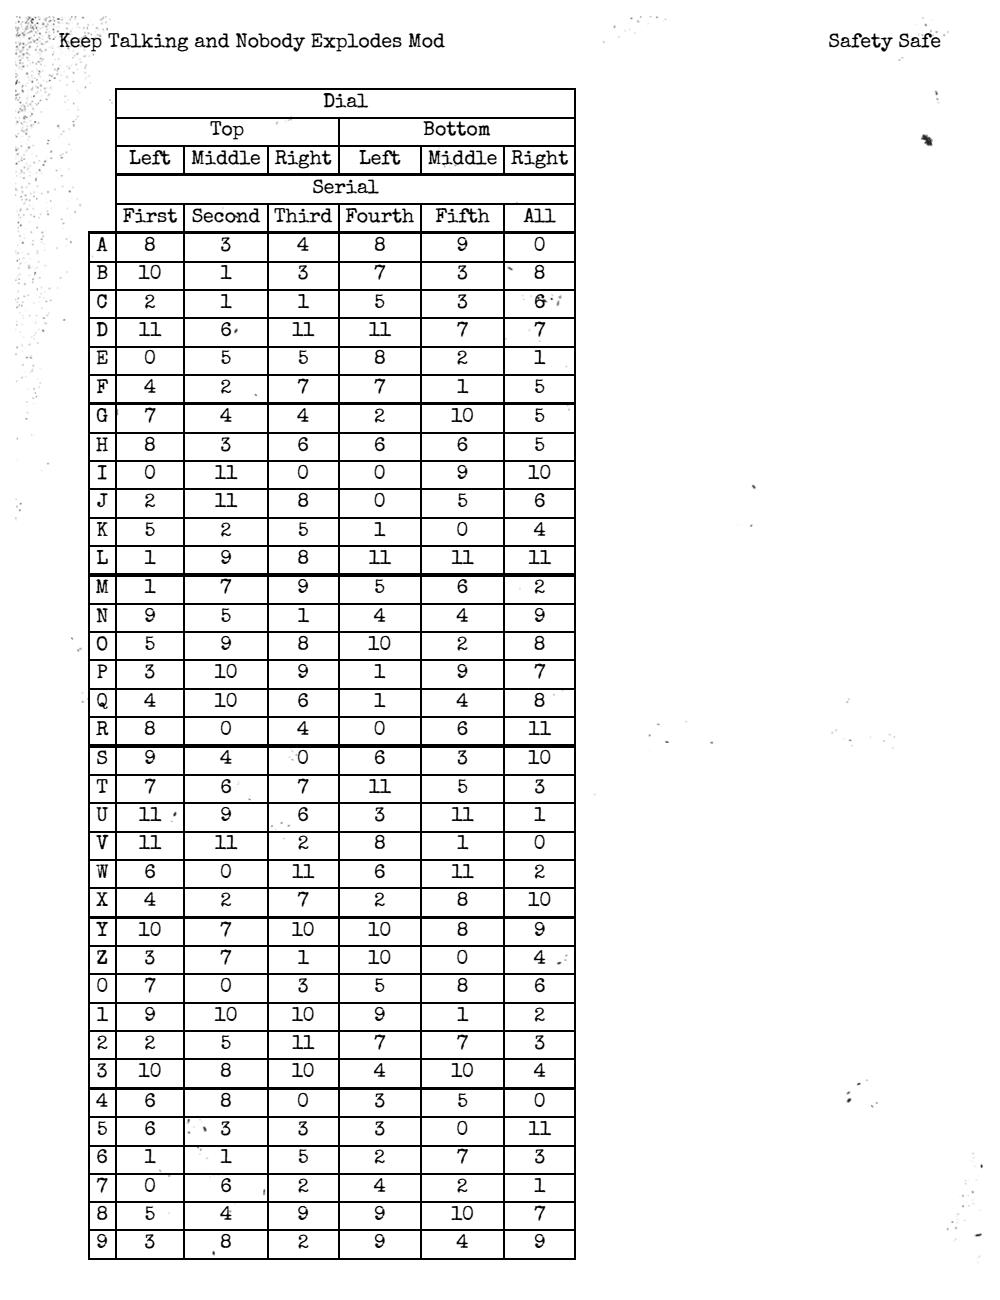 Keep Talking and Nobody Explodes Mod Safety Safe
Dial
Top Bottom
Left Middle Right Left Middle Right
Serial
First Second Third Fourth Fifth All
A 8 3 4 8 9 0
B 10 1 3 7 3 8
C 2 1 1 5 3 6
D 11 6 11 11 7 7
E 0 5 5 8 2 1
F 4 2 7 7 1 5
G 7 4 4 2 10 5
H 8 3 6 6 6 5
I 0 11 0 0 9 10
J 2 11 8 0 5 6
K 5 2 5 1 0 4
L 1 9 8 11 11 11
M 1 7 9 5 6 2
N 9 5 1 4 4 9
O 5 9 8 10 2 8
P 3 10 9 1 9 7
Q 4 10 6 1 4 8
R 8 0 4 0 6 11
S 9 4 0 6 3 10
T 7 6 7 11 5 3
U 11 9 6 3 11 1
V 11 11 2 8 1 0
W 6 0 11 6 11 2
X 4 2 7 2 8 10
Y 10 7 10 10 8 9
Z 3 7 1 10 0 4
0 7 0 3 5 8 6
1 9 10 10 9 1 2
2 2 5 11 7 7 3
3 10 8 10 4 10 4
4 6 8 0 3 5 0
5 6 3 3 3 0 11
6 1 1 5 2 7 3
7 0 6 2 4 2 1
8 5 4 9 9 10 7
9 3 8 2 9 4 9